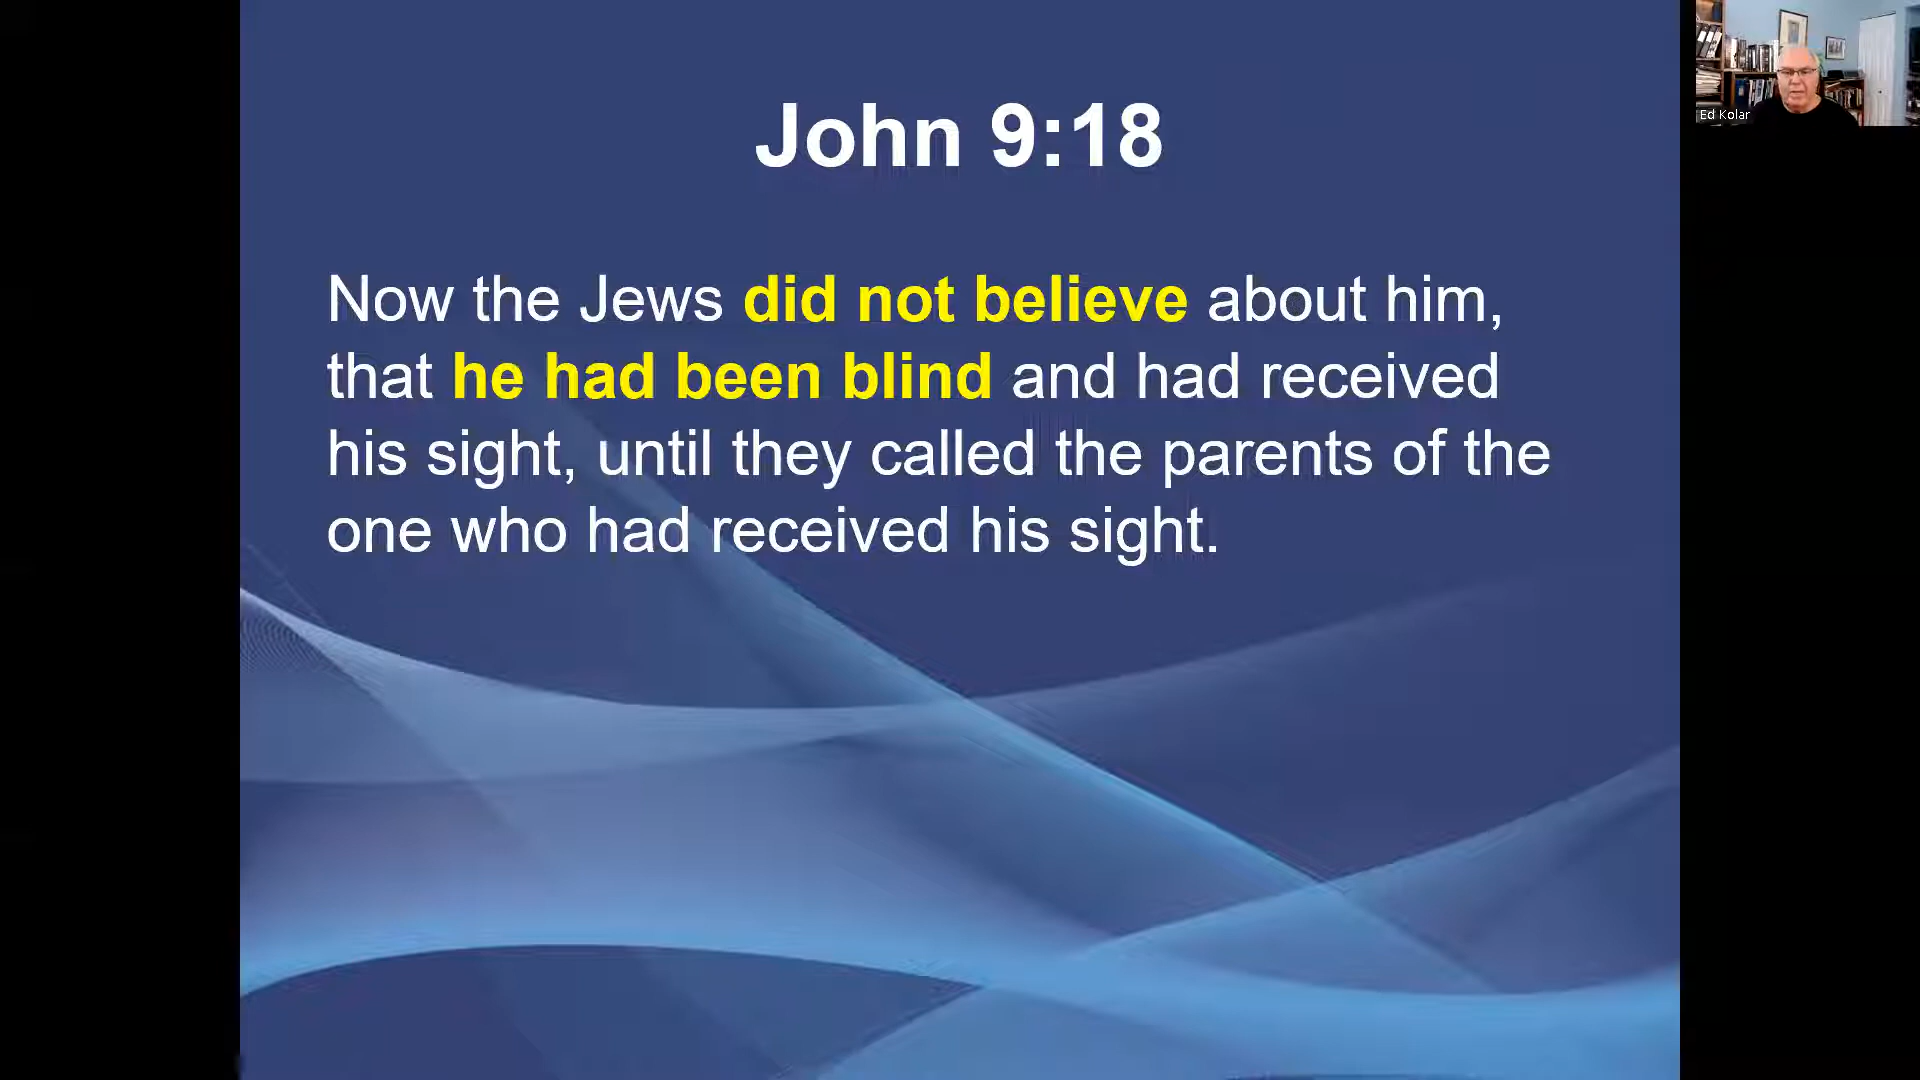 John 9:18
Now the Jews did not believe about him,
that he had been blind and had received
his sight, until they called the parents of the
one who had received his sight.
Ed Kolar